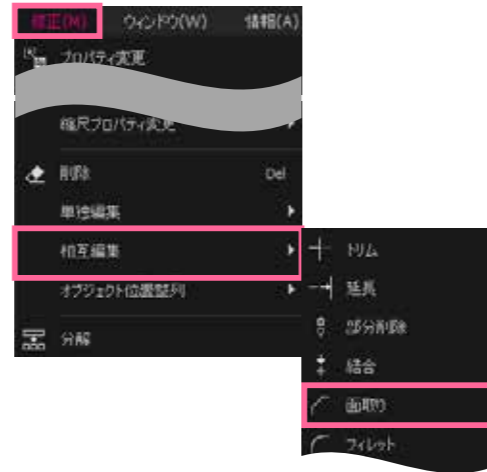 修正(M) ウィンドウ(W) 情報(A)
プロパティ変更
縮尺プロパティ変更
削除 Del
単独編集
相互編集
オブジェクト位置整列
分解
トリム
延長
部分削除
結合
面取り
フィレット